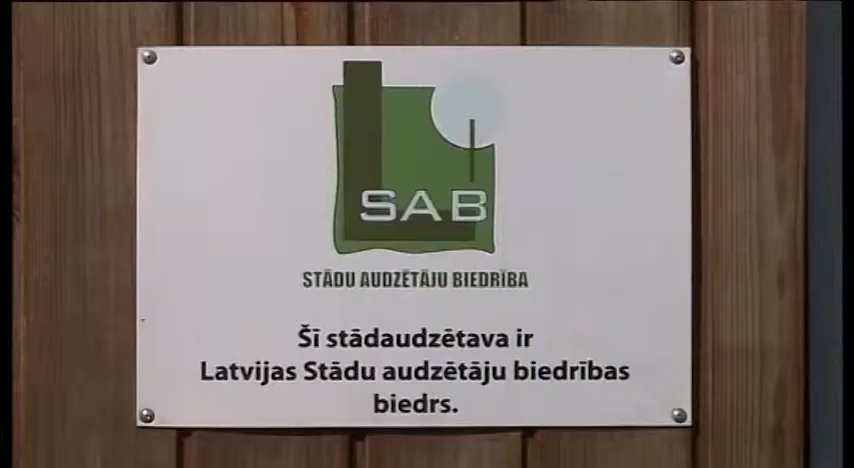 SAB
STĀDU AUDZĒTĀJU BIEDRĪBA
Šī stādaudzētava ir
Latvijas Stādu audzētāju biedrības
biedrs.